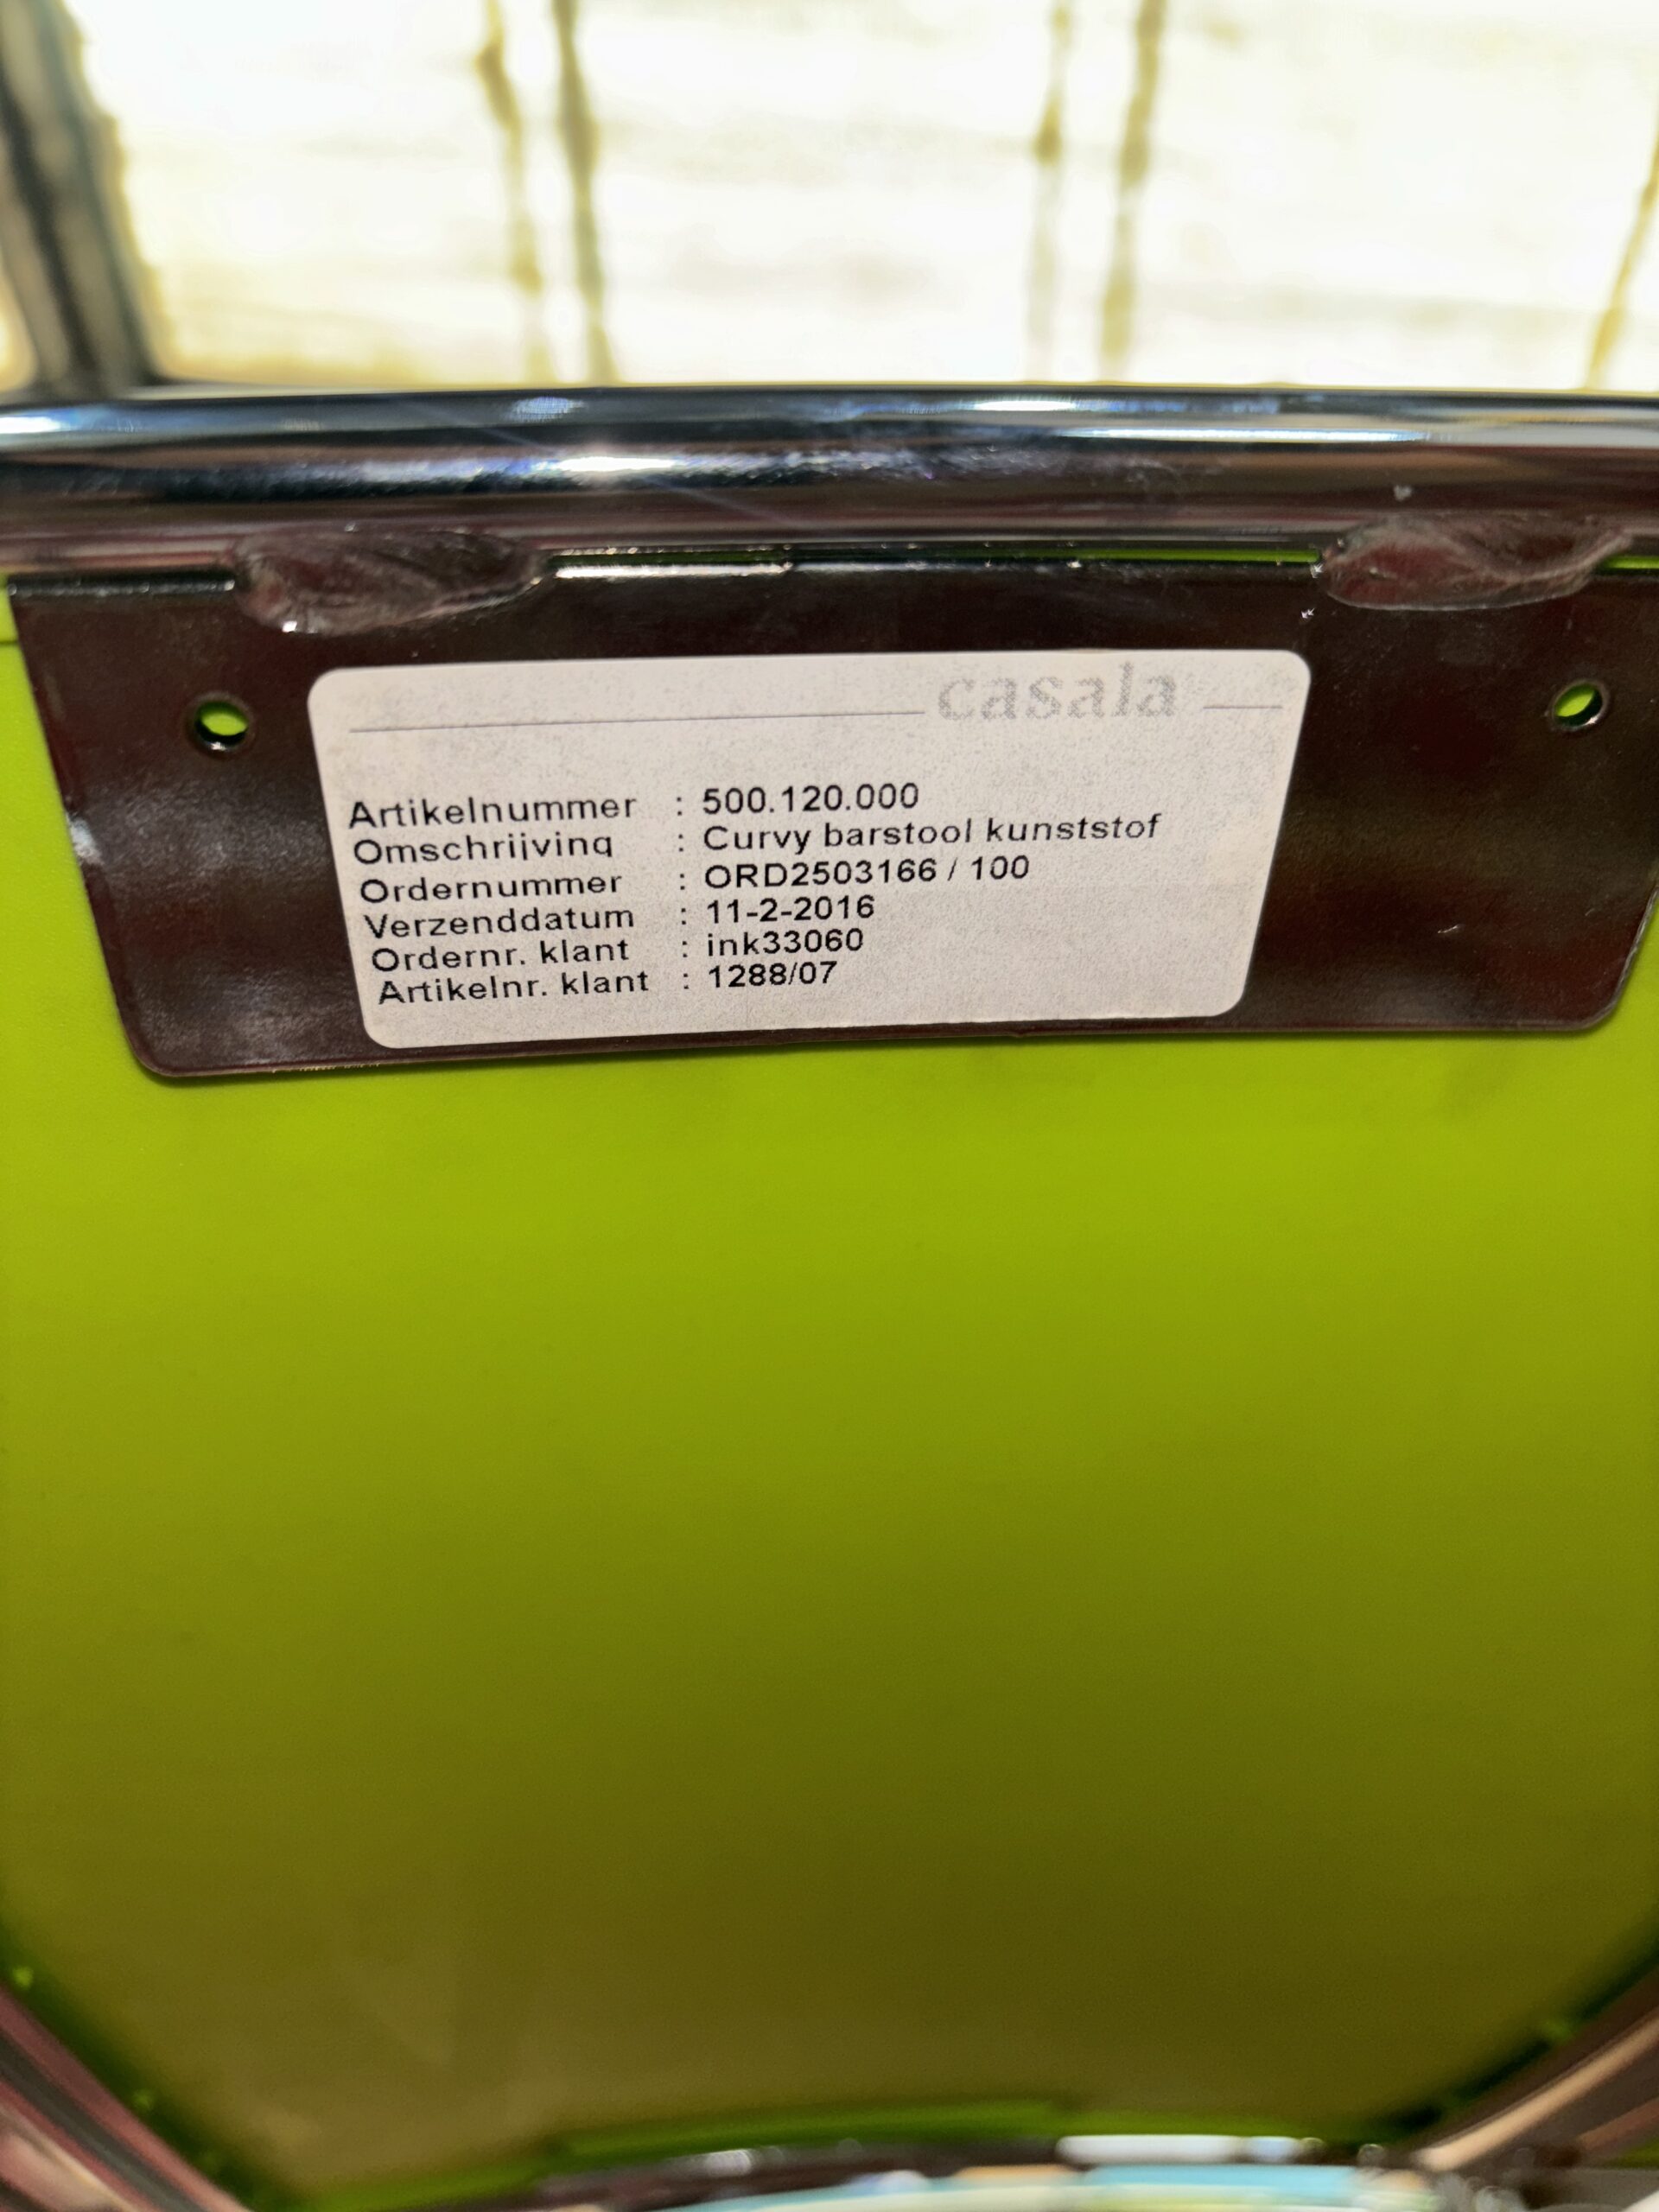 casala
Artikelnummer : 500.120.000
Omschrijving : Curvy barstool kunststof
Ordernummer : ORD2503166 / 100
Verzenddatum : 11-2-2016
Ordernr. klant : ink33060
Artikelnr. klant : 1288/07